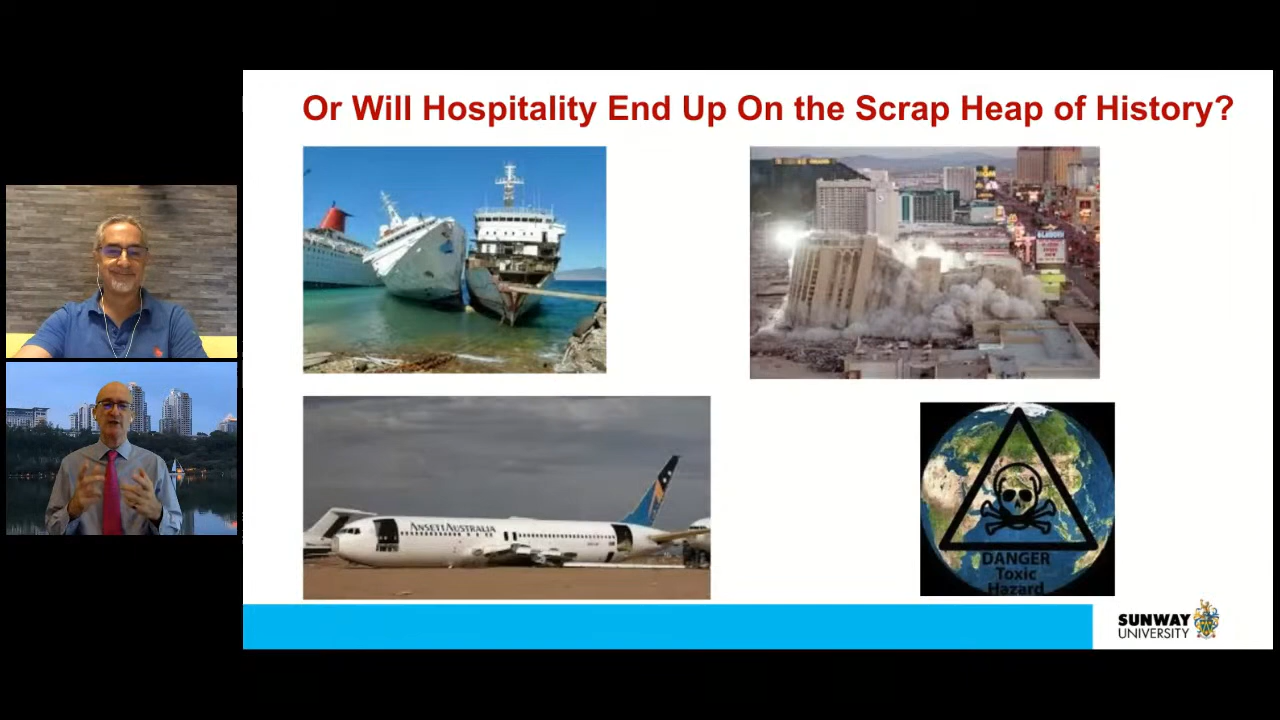 Or Will Hospitality End Up On the Scrap Heap of History?
ANSETT AUSTRALIA
DANGER
Toxic
Hazard
SUNWAY
UNIVERSITY